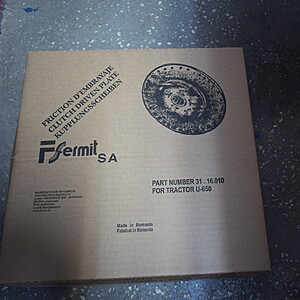 FRICTION D'EMBRAYAJE
CLUTCH DRIVEN PLATE
KUPPLUNGSSCHEIBEN
Fermit SA
PART NUMBER 31.16.010
FOR TRACTOR U-650
Made in Romania
Fabricat in Romania